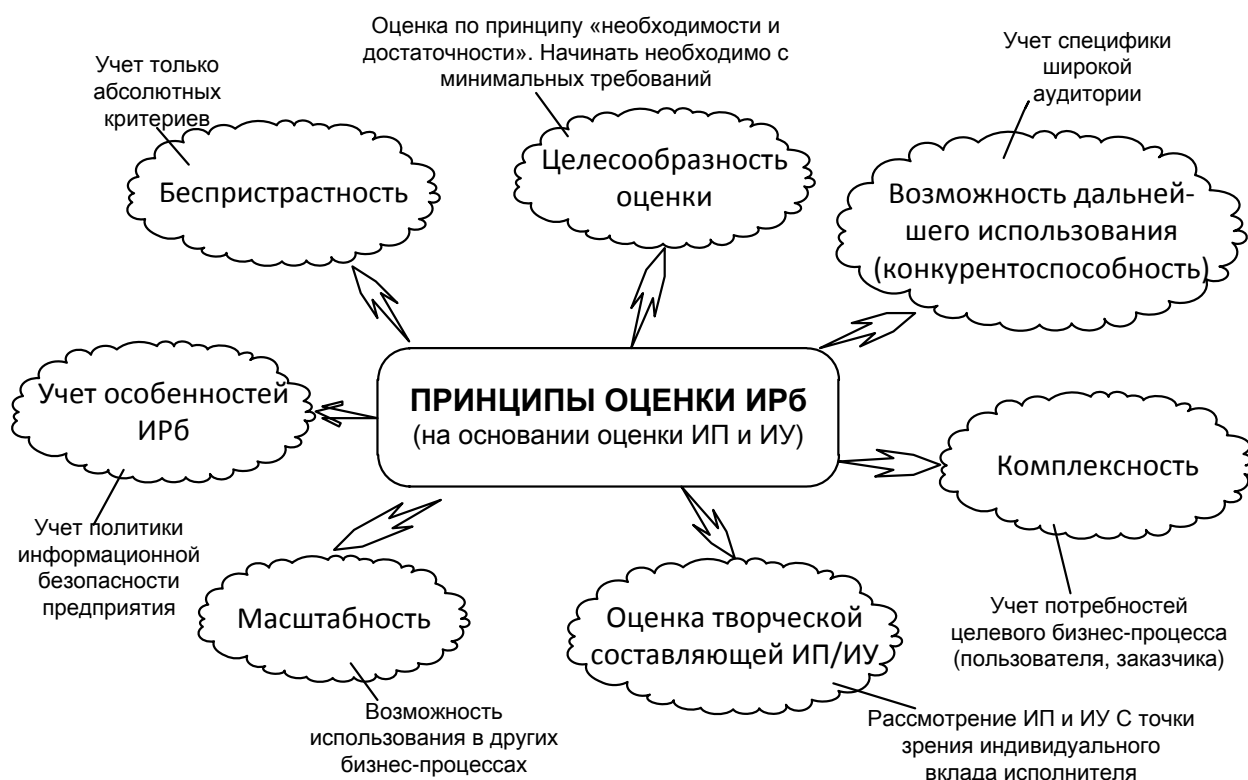 Оценка по принципу «необходимости и
достаточности». Начинать необходимо с
минимальных требований
Учет только
абсолютных
критериев
Учет специфики
широкой
аудитории
Беспристрастность
Целесообразность
оценки
Возможность дальней-
шего использования
(конкурентоспособность)
Учет особенностей
ИРб
ПРИНЦИПЫ ОЦЕНКИ ИРб
(на основании оценки ИП и ИУ)
Комплексность
Учет политики
информационной
безопасности
предприятия
Масштабность
Оценка творческой
составляющей ИП/ИУ
Учет потребностей
целевого бизнес-процесса
(пользователя, заказчика)
Возможность
использования в других
бизнес-процессах
Рассмотрение ИП и ИУ С точки
зрения индивидуального
вклада исполнителя